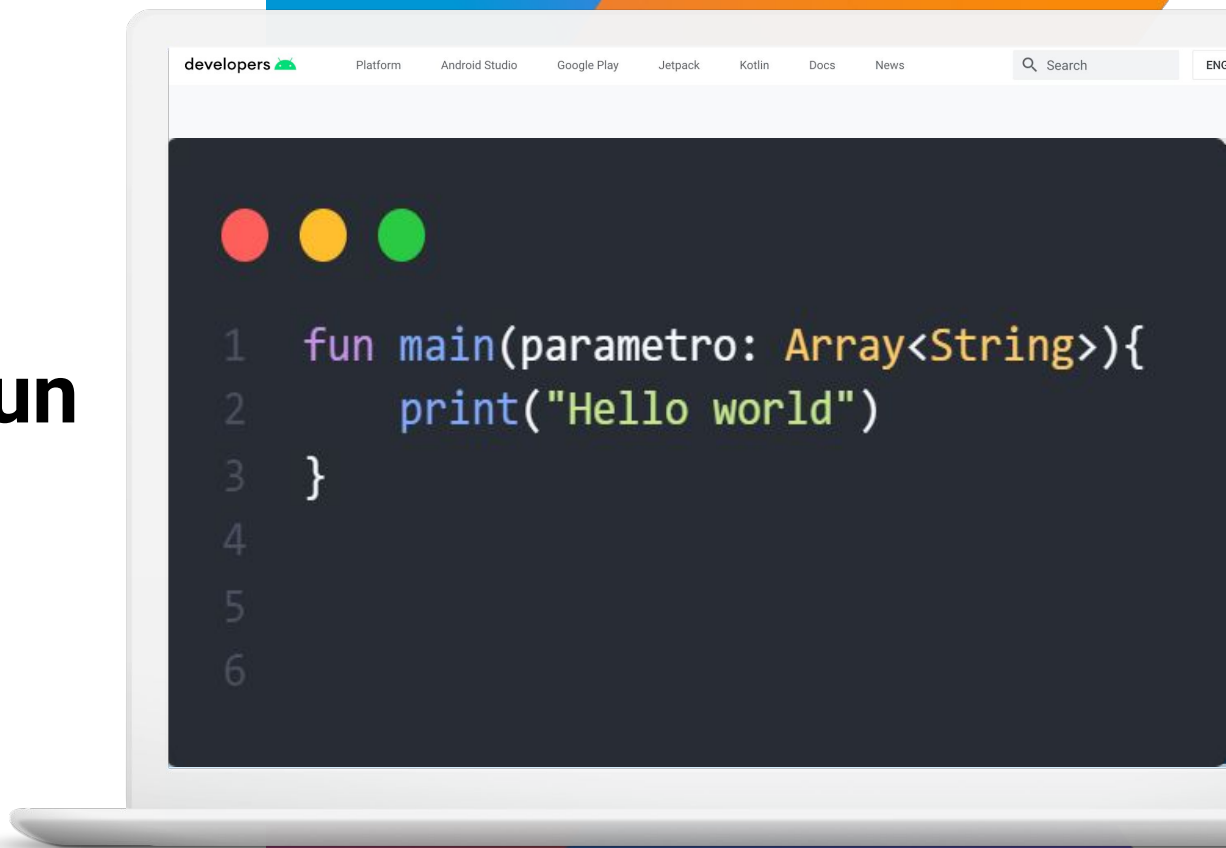 developers Platform Android Studio Google Play Jetpack Kotlin Docs News Search ENG
un
1 fun main(parametro: Array<String>){
2 print("Hello world")
3 }
4
5
6